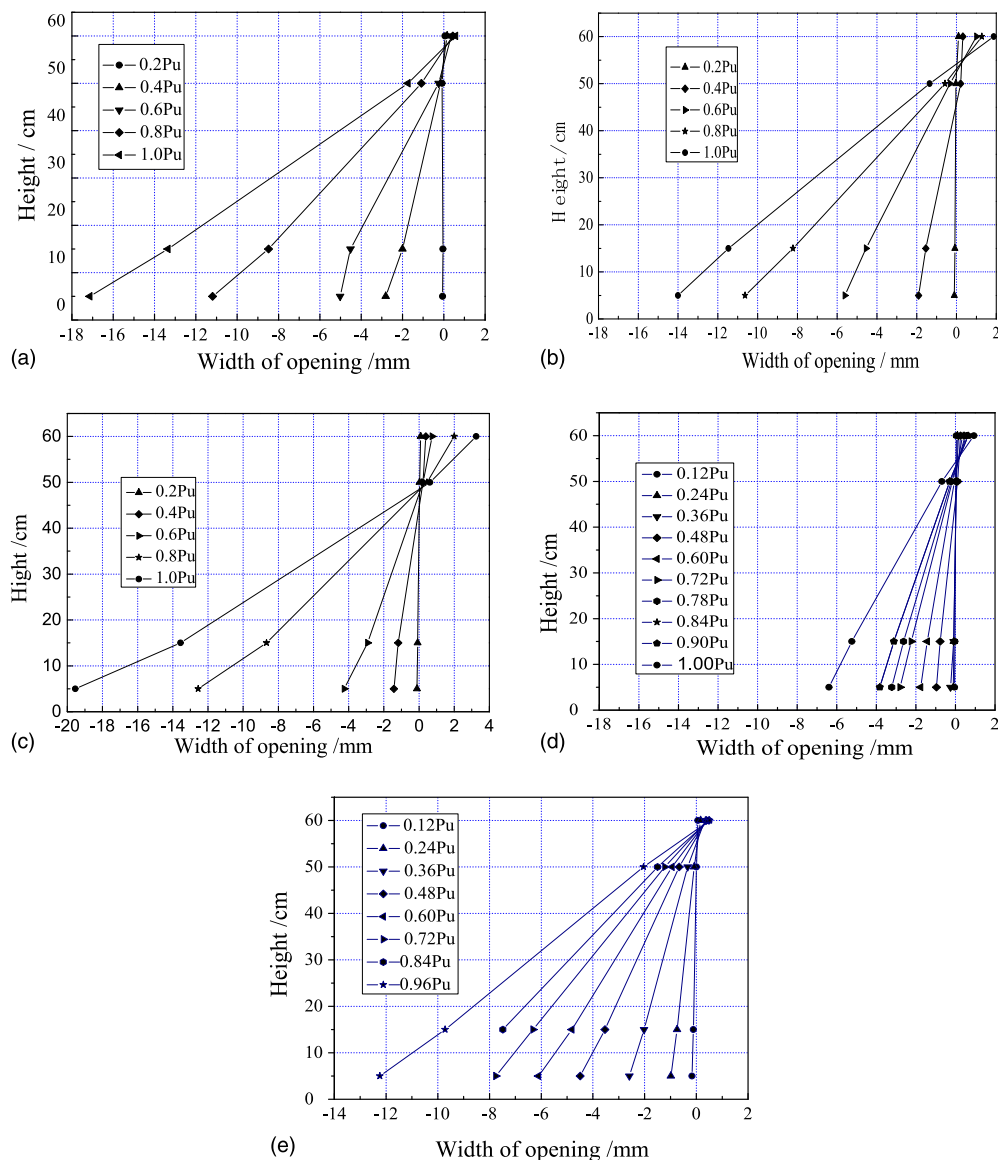 60
50
40
30
20
10
0
Height / cm
0.2Pu
0.4Pu
0.6Pu
0.8Pu
1.0Pu
-18 -16 -14 -12 -10 -8 -6 -4 -2 0 2
(a)
Width of opening /mm
60
50
40
30
20
10
0
Height / cm
0.2Pu
0.4Pu
0.6Pu
0.8Pu
1.0Pu
-18 -16 -14 -12 -10 -8 -6 -4 -2 0 2
(b)
Width of opening / mm
60
50
40
30
20
10
0
Hight /cm
0.2Pu
0.4Pu
0.6Pu
0.8Pu
1.0Pu
-20 -18 -16 -14 -12 -10 -8 -6 -4 -2 0 2 4
(c)
Width of opening /mm
60
50
40
30
20
10
0
Height /cm
0.12Pu
0.24Pu
0.36Pu
0.48Pu
0.60Pu
0.72Pu
0.78Pu
0.84Pu
0.90Pu
1.00Pu
-18 -16 -14 -12 -10 -8 -6 -4 -2 0 2
(d)
Width of opening /mm
60
50
40
30
20
10
0
Height /cm
0.12Pu
0.24Pu
0.36Pu
0.48Pu
0.60Pu
0.72Pu
0.84Pu
0.96Pu
-14 -12 -10 -8 -6 -4 -2 0 2
(e)
Width of opening /mm